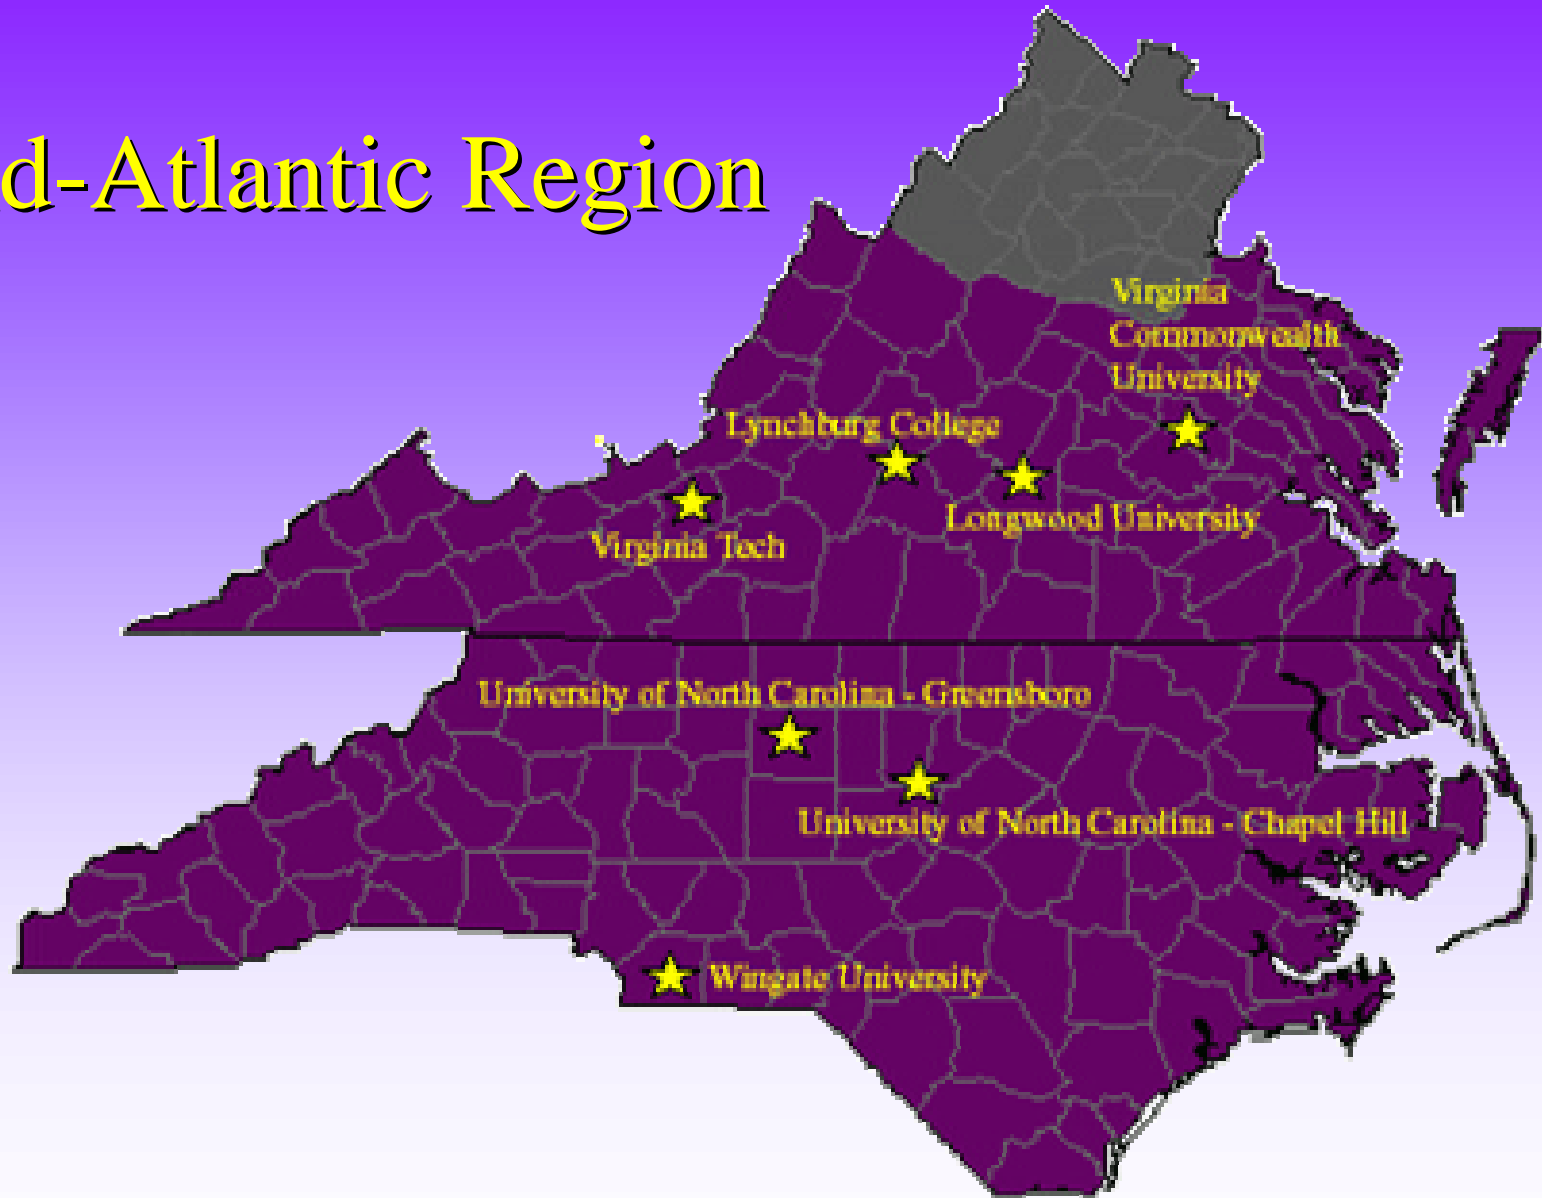 d-Atlantic Region
Virginia
Commonwealth
University
Lynchburg College
Longwood University
Virginia Tech
University of North Carolina - Greensboro
University of North Carolina - Chapel Hill
Wingate University